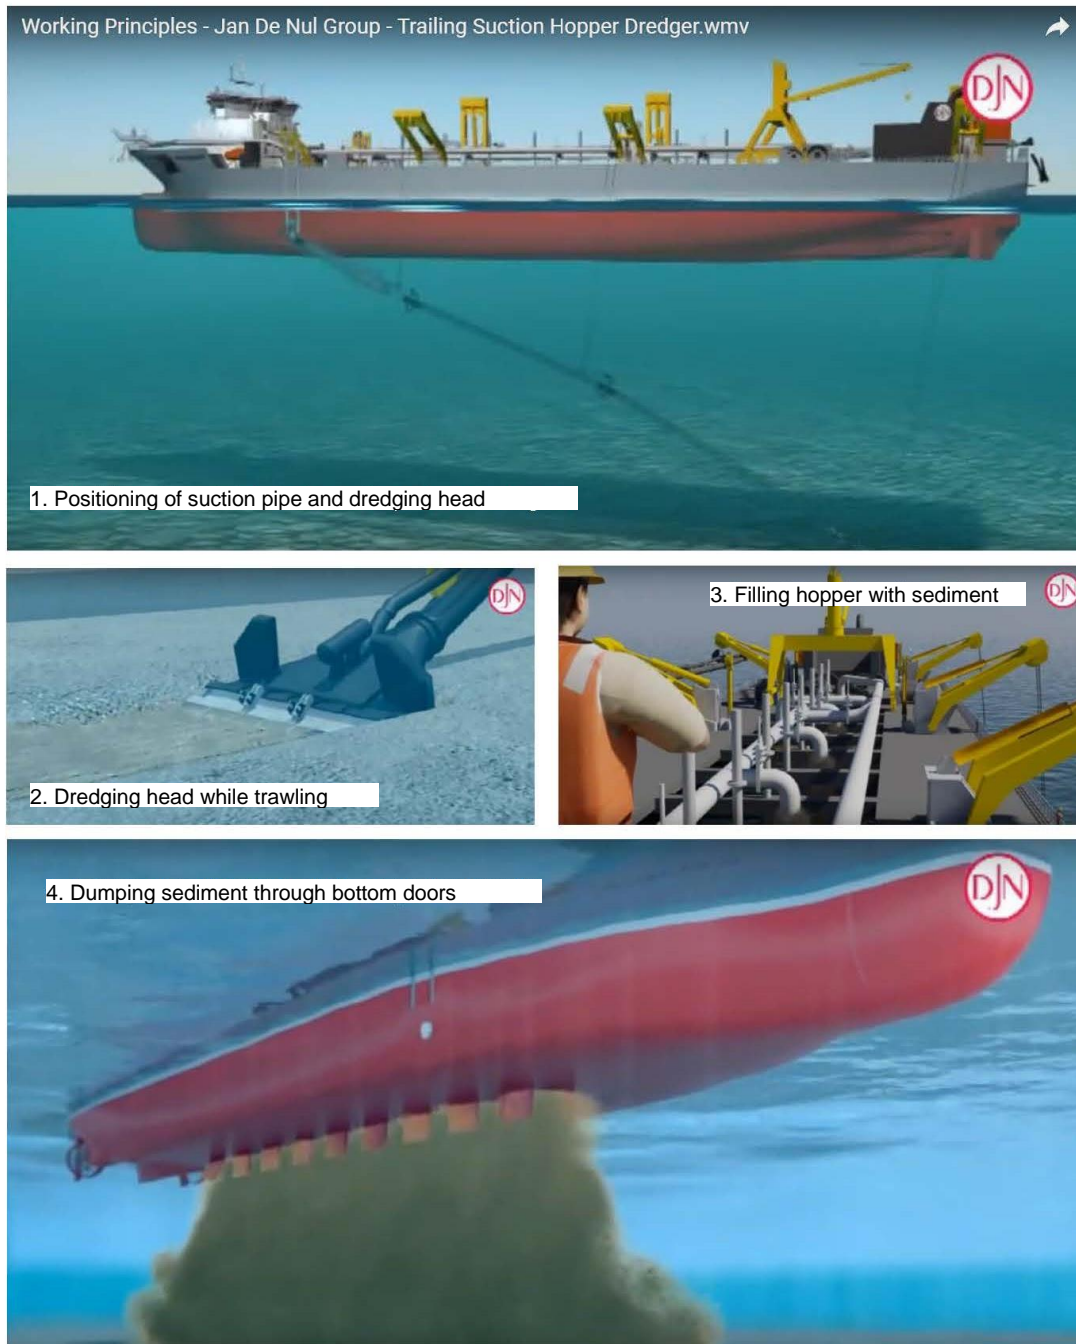 Working Principles - Jan De Nul Group - Trailing Suction Hopper Dredger.wmv
DJN
1. Positioning of suction pipe and dredging head
DJN
2. Dredging head while trawling
3. Filling hopper with sediment
DJN
4. Dumping sediment through bottom doors
DJN